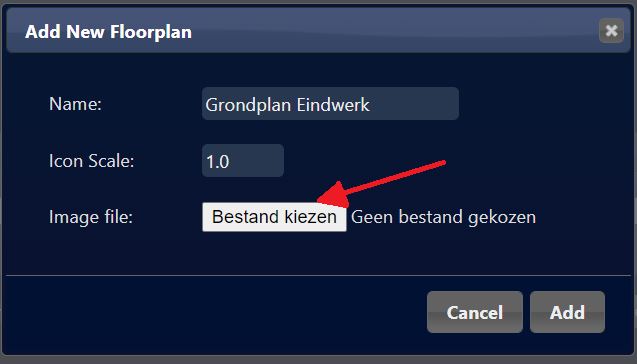 Add New Floorplan
Name: Grondplan Eindwerk
Icon Scale: 1.0
Image file: Bestand kiezen Geen bestand gekozen
Cancel Add